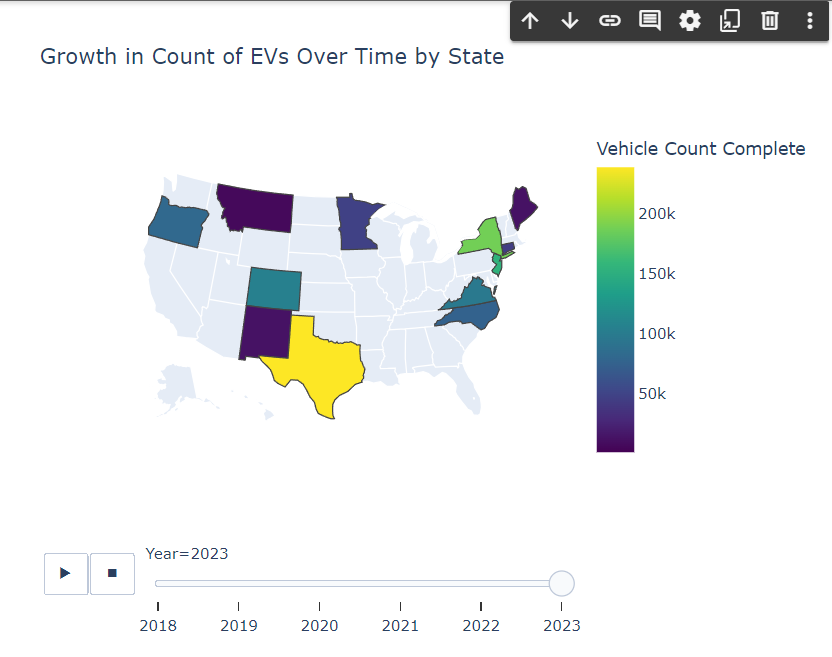 Growth in Count of EVs Over Time by State
Vehicle Count Complete
200k
150k
100k
50k
Year=2023
2018 2019 2020 2021 2022 2023